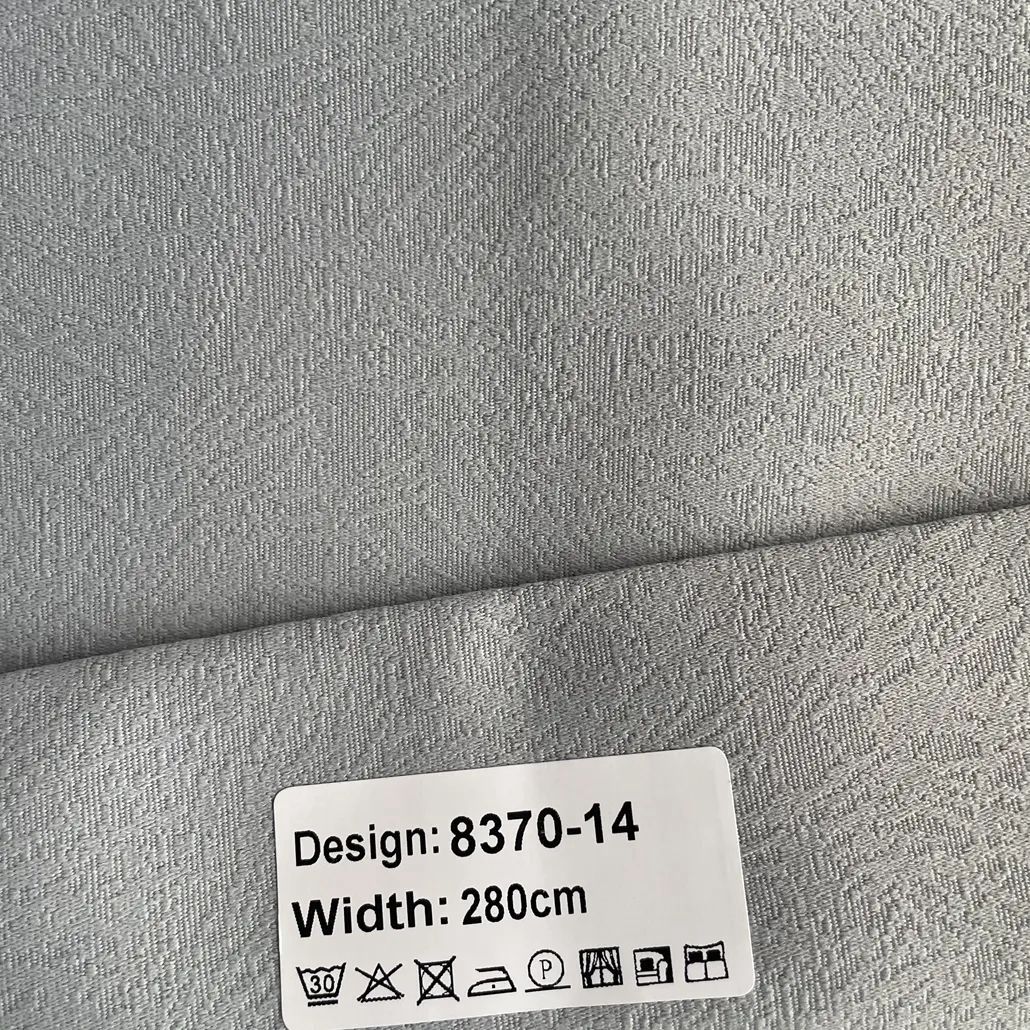 Design: 8370-14
Width: 280cm
30 P